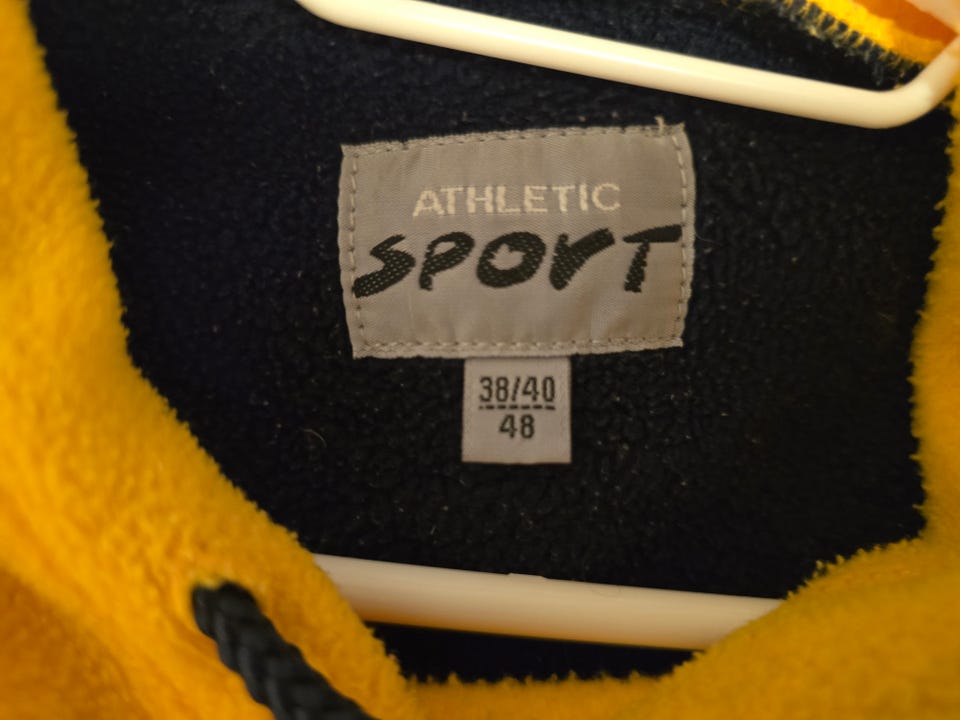 ATHLETIC
SPORT
38/40
48